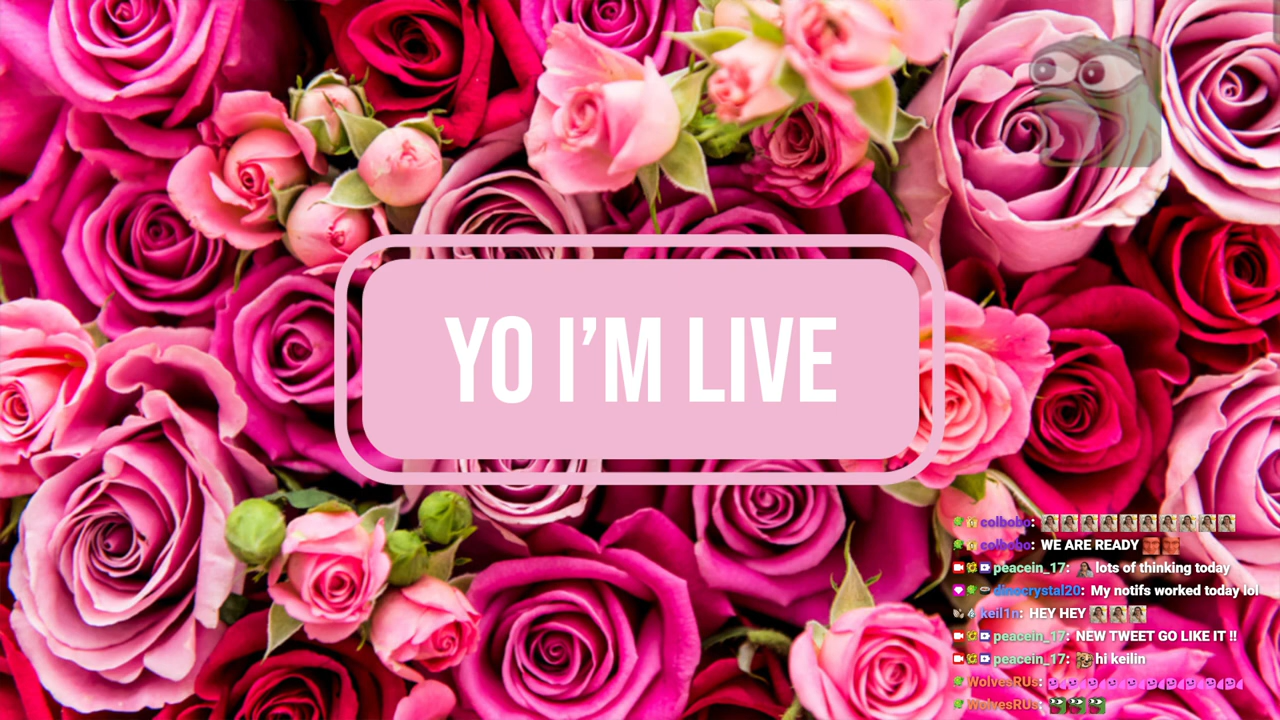 YO I'M LIVE
colbobo:
colbobo: WE ARE READY
peacein_17: lots of thinking today
dinocrystal20: My notifs worked today lol
keil1n: HEY HEY
peacein_17: NEW TWEET GO LIKE IT !!
peacein_17: hi keilin
WolvesRUs:
WolvesRUs: